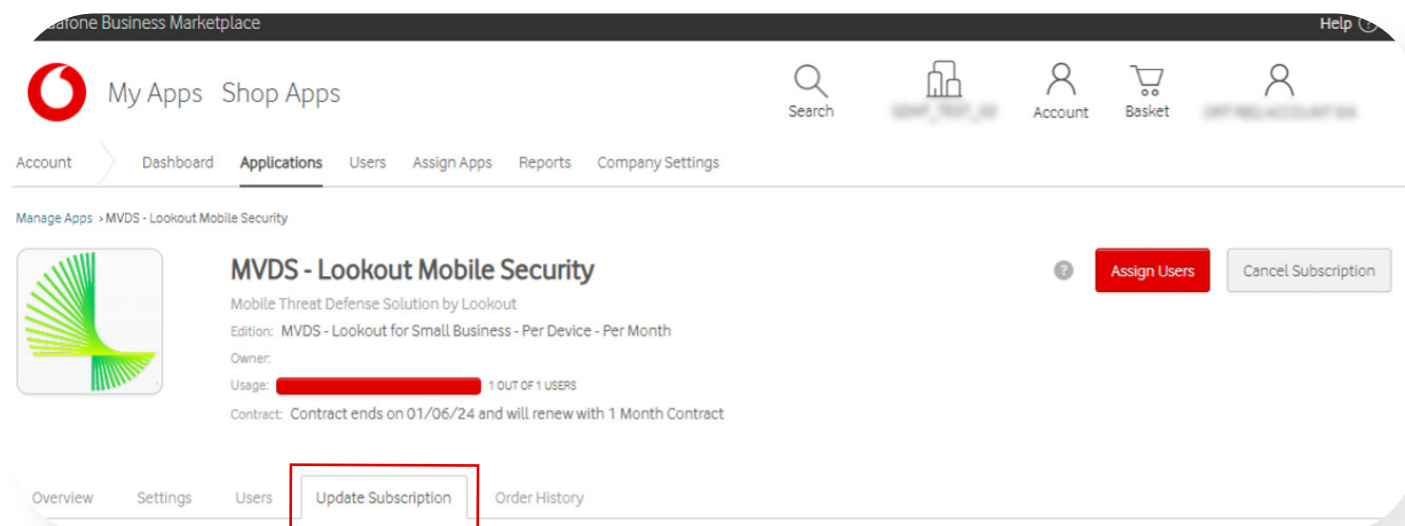 Business Marketplace
Help ?
My Apps Shop Apps
Search Account Basket
Account Dashboard Applications Users Assign Apps Reports Company Settings
Manage Apps › MVDS - Lookout Mobile Security
MVDS - Lookout Mobile Security
? Assign Users Cancel Subscription
Mobile Threat Defense Solution by Lookout
Edition: MVDS - Lookout for Small Business - Per Device - Per Month
Owner:
Usage: 1 OUT OF 1 USERS
Contract: Contract ends on 01/06/24 and will renew with 1 Month Contract
Overview Settings Users Update Subscription Order History